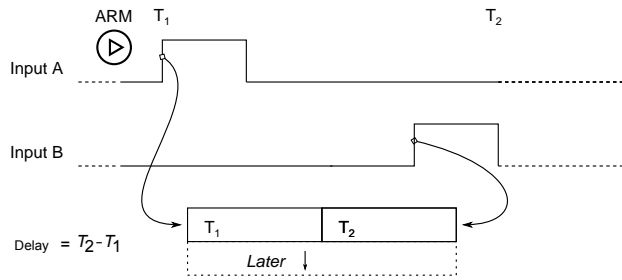 ARM T₁ T₂
Input A
Input B
T₁ T₂
Delay = T₂-T₁
Later